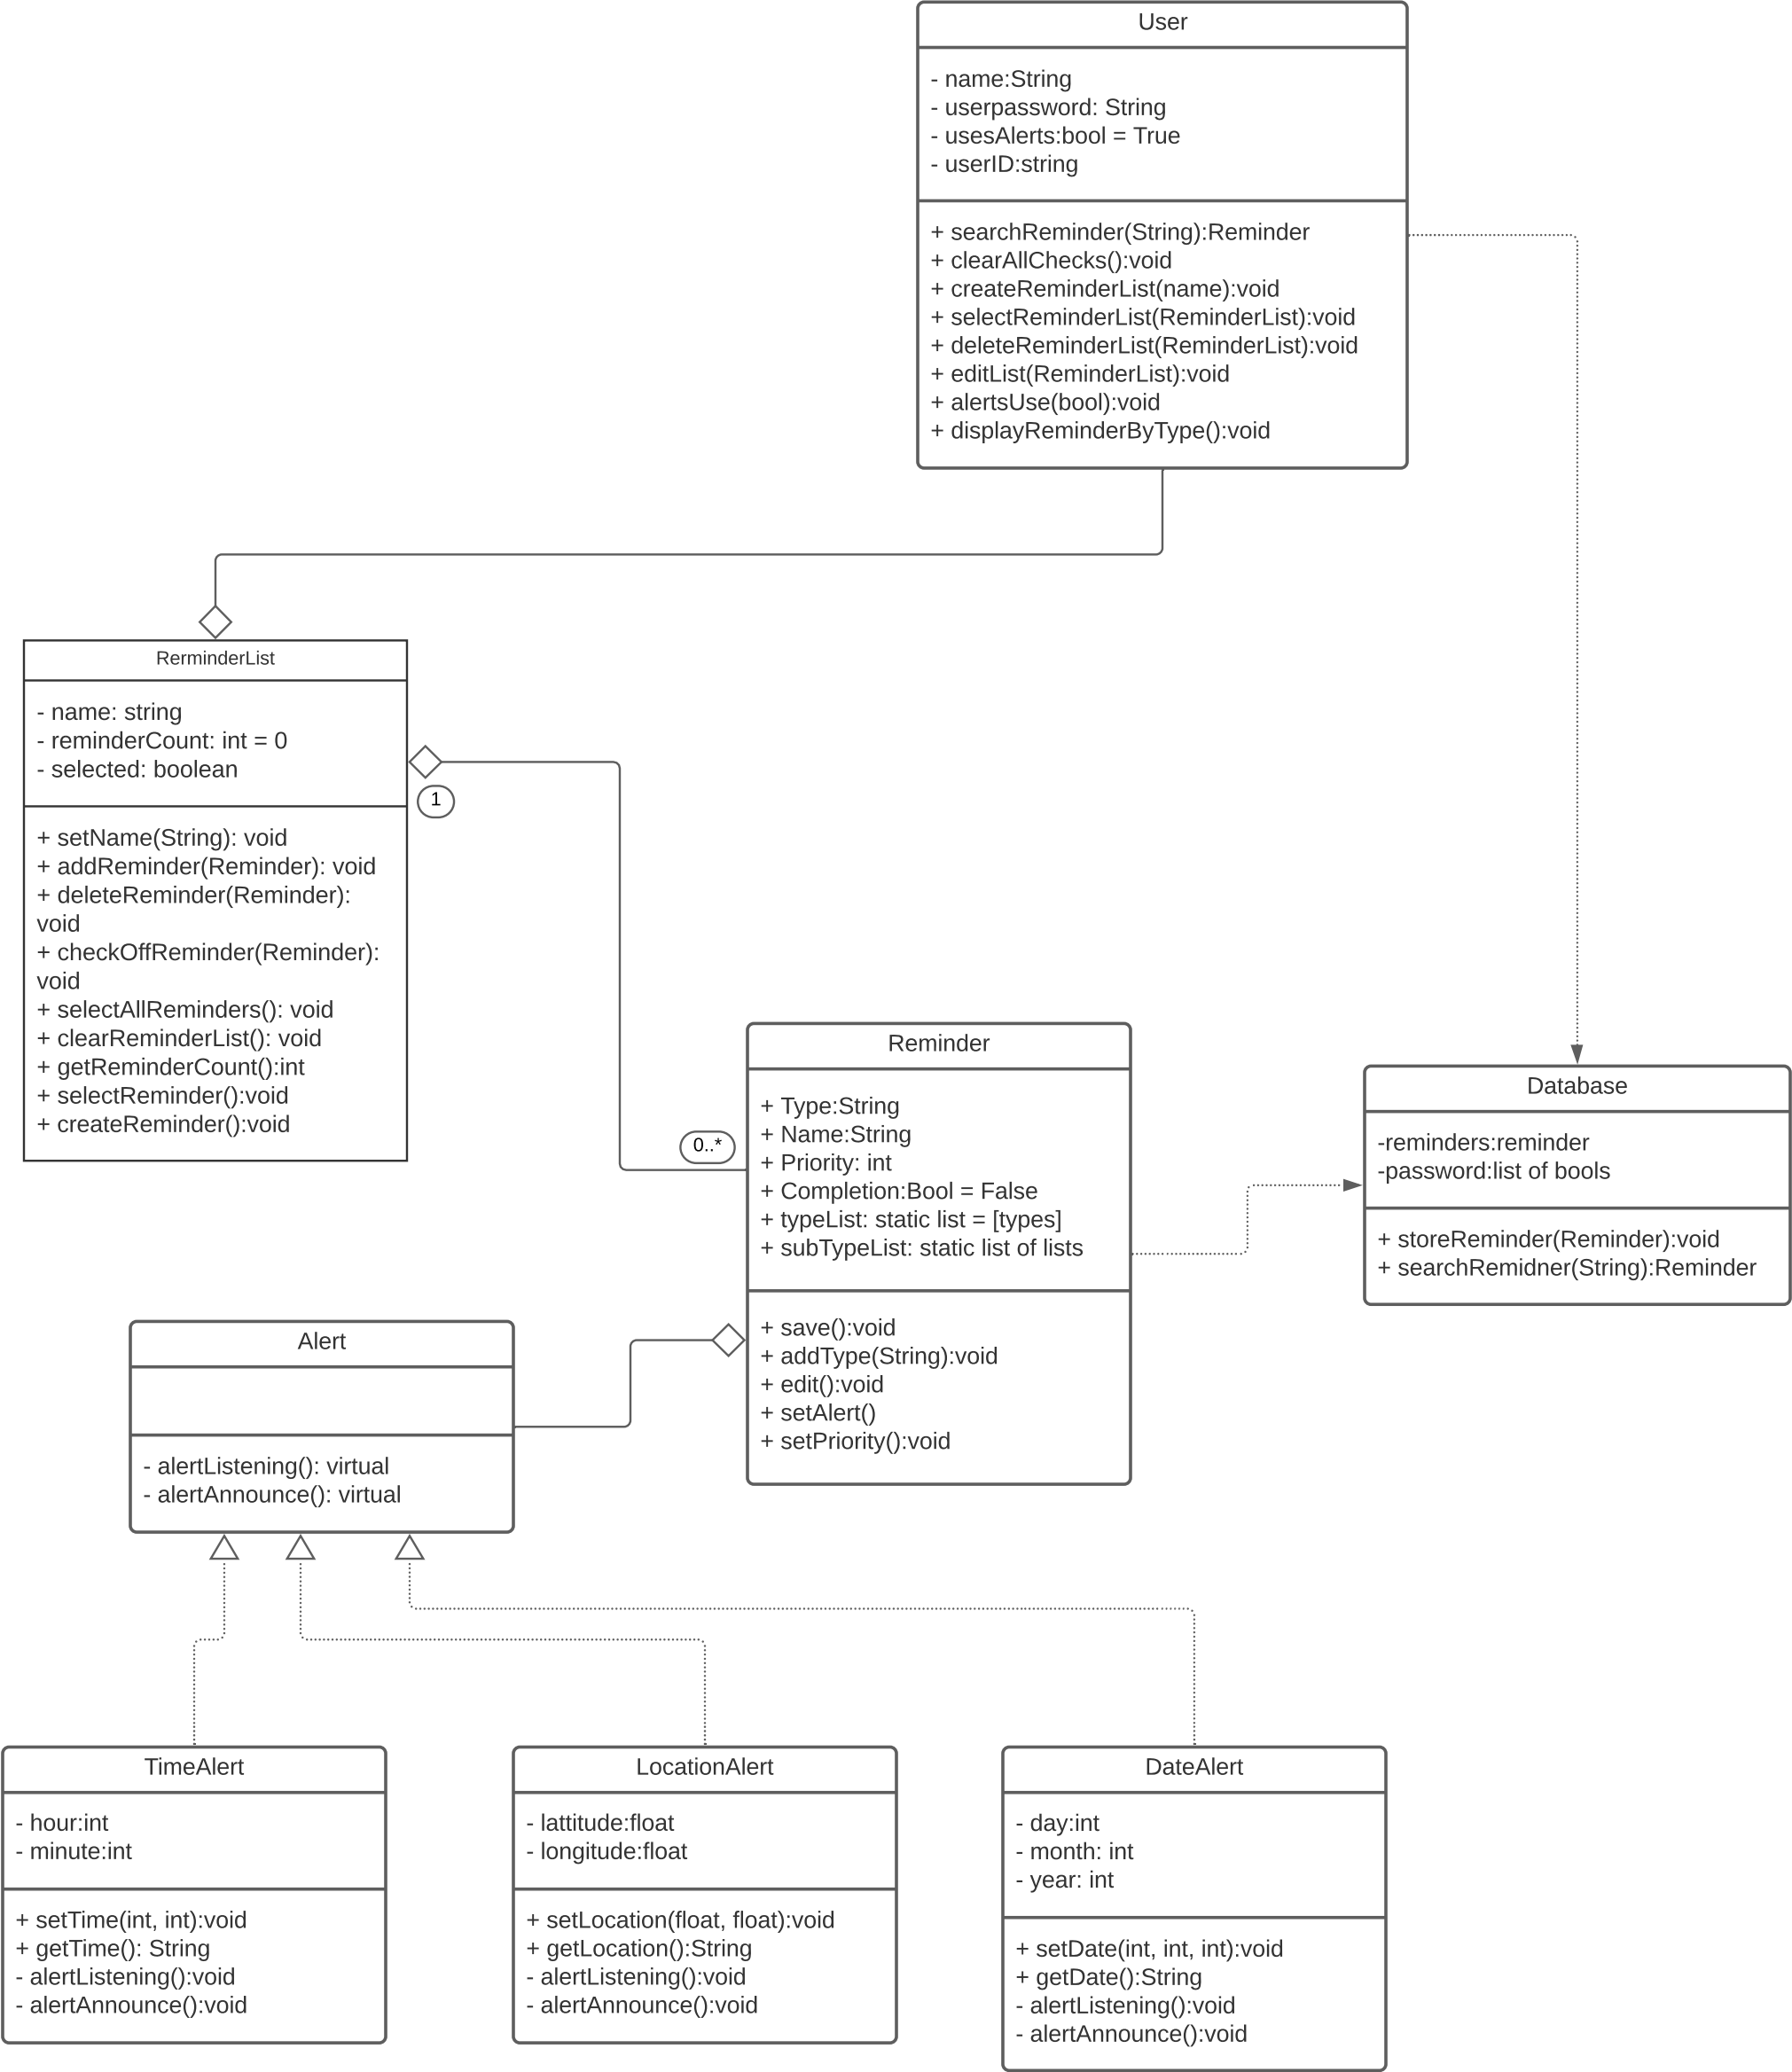 User
- name:String
- userpassword: String
- usesAlerts:bool = True
- userID:string
+ searchReminder(String):Reminder
+ clearAllChecks():void
+ createReminderList(name):void
+ selectReminderList(ReminderList):void
+ deleteReminderList(ReminderList):void
+ editList(ReminderList):void
+ alertsUse(bool):void
+ displayReminderByType():void
RerminderList
- name: string
- reminderCount: int = 0
- selected: boolean
+ setName(String): void
+ addReminder(Reminder): void
+ deleteReminder(Reminder):
void
+ checkOffReminder(Reminder):
void
+ selectAllReminders(): void
+ clearReminderList(): void
+ getReminderCount():int
+ selectReminder():void
+ createReminder():void
1
0..*
Reminder
+ Type:String
+ Name:String
+ Priority: int
+ Completion:Bool = False
+ typeList: static list = [types]
+ subTypeList: static list of lists
+ save():void
+ addType(String):void
+ edit():void
+ setAlert()
+ setPriority():void
Database
-reminders:reminder
-password:list of bools
+ storeReminder(Reminder):void
+ searchRemidner(String):Reminder
Alert
- alertListening(): virtual
- alertAnnounce(): virtual
TimeAlert
- hour:int
- minute:int
+ setTime(int, int):void
+ getTime(): String
- alertListening():void
- alertAnnounce():void
LocationAlert
- lattitude:float
- longitude:float
+ setLocation(float, float):void
+ getLocation():String
- alertListening():void
- alertAnnounce():void
DateAlert
- day:int
- month: int
- year: int
+ setDate(int, int, int):void
+ getDate():String
- alertListening():void
- alertAnnounce():void